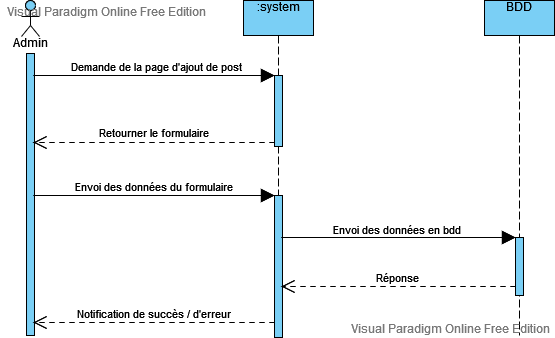 Visual Paradigm Online Free Edition
:system
BDD
Admin
Demande de la page d'ajout de post
Retourner le formulaire
Envoi des données du formulaire
Envoi des données en bdd
Réponse
Notification de succès / d'erreur
Visual Paradigm Online Free Edition